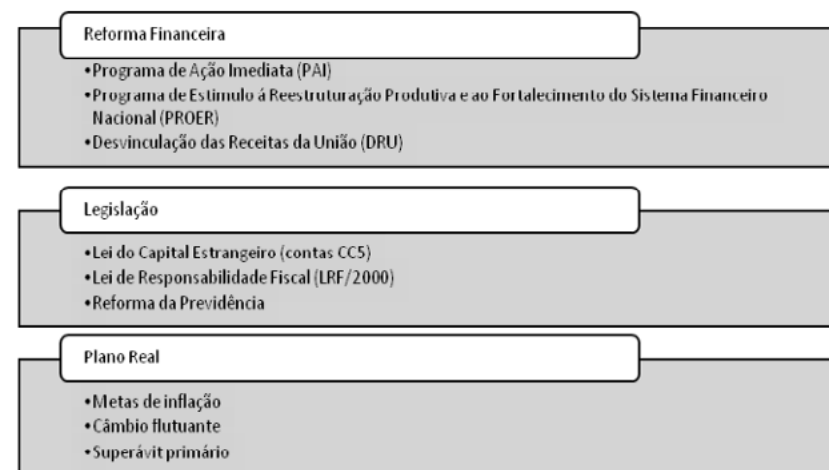 Reforma Financeira
•Programa de Ação Imediata (PAI)
•Programa de Estimulo á Reestruturação Produtiva e ao Fortalecimento do Sistema Financeiro
Nacional (PROER)
•Desvinculação das Receitas da União (DRU)
Legislação
•Lei do Capital Estrangeiro (contas CC5)
•Lei de Responsabilidade Fiscal (LRF/2000)
•Reforma da Previdência
Plano Real
•Metas de inflação
•Câmbio flutuante
•Superávit primário